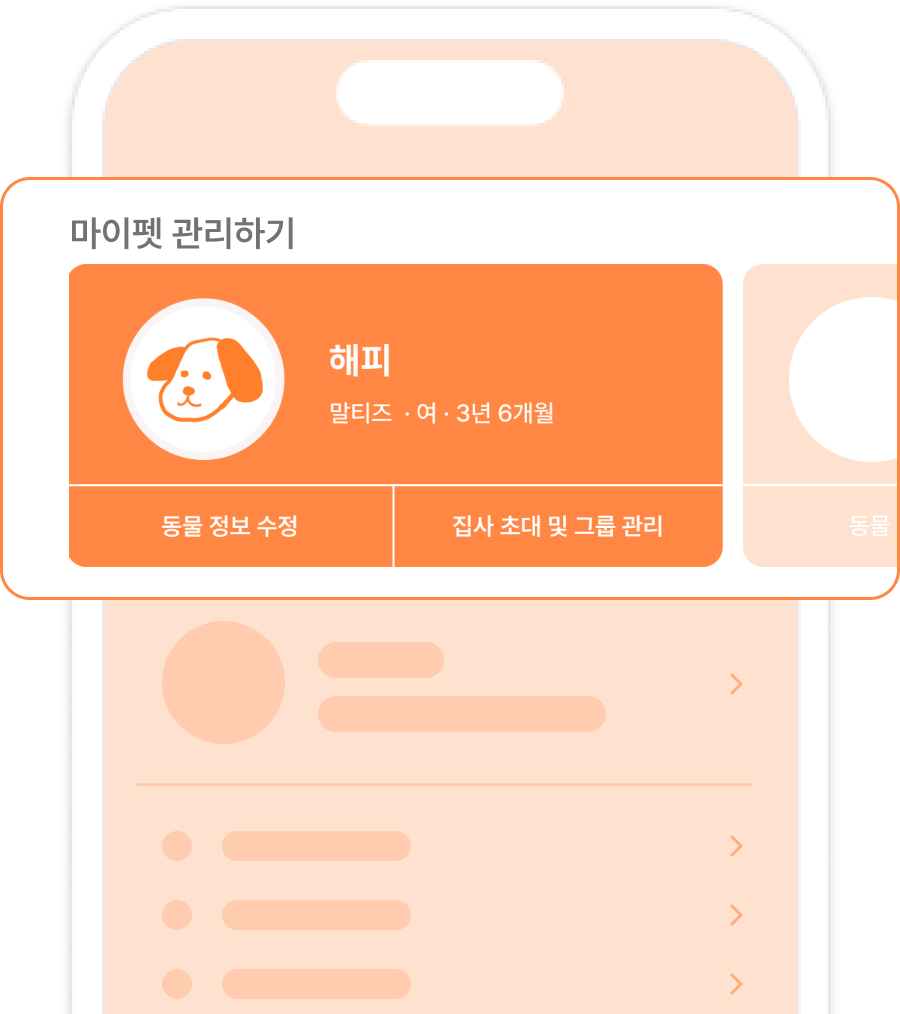 마이펫 관리하기
해피
말티즈 · 여 · 3년 6개월
동물 정보 수정
집사 초대 및 그룹 관리
동물